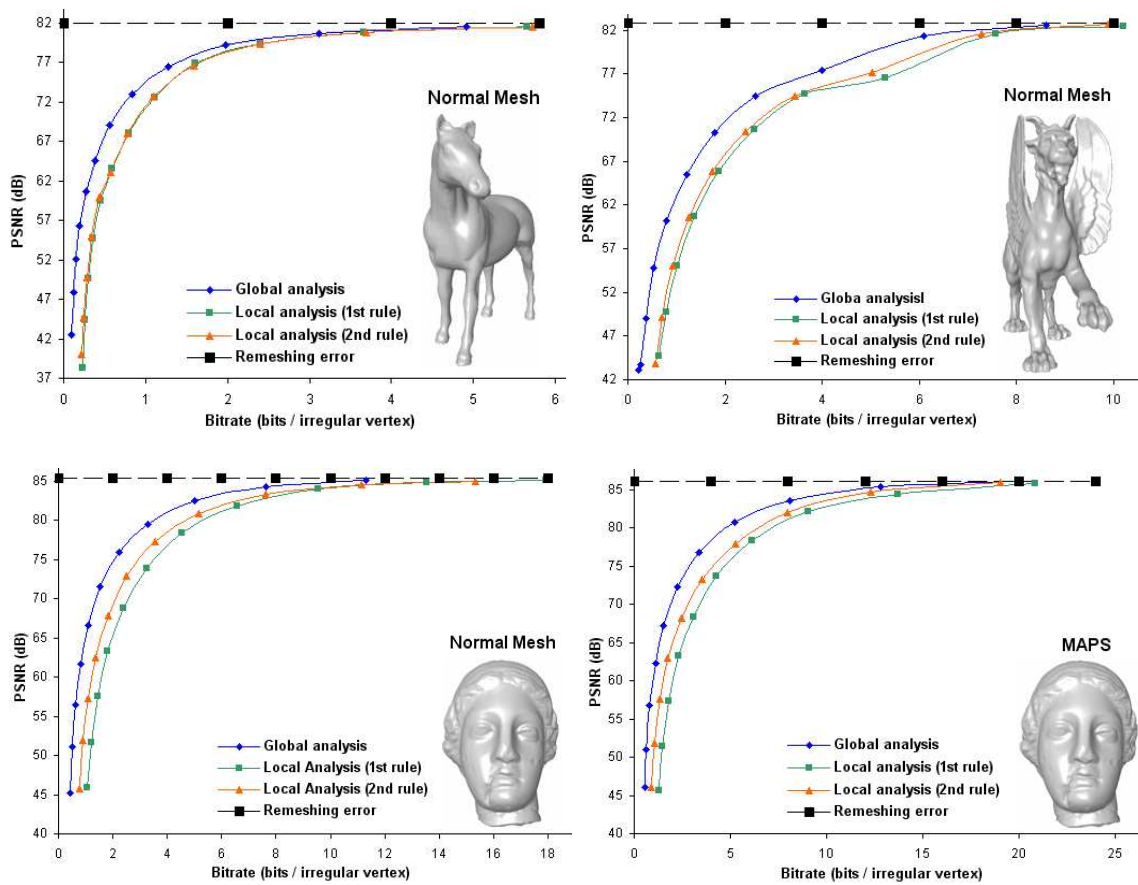 82
77
72
67
62
57
52
47
42
37
PSNR (dB)
Normal Mesh
Global analysis
Local analysis (1st rule)
Local analysis (2nd rule)
Remeshing error
0 1 2 3 4 5 6
Bitrate (bits / irregular vertex)
82
77
72
67
62
57
52
47
42
PSNR (dB)
Normal Mesh
Globa analysisl
Local analysis (1st rule)
Local analysis (2nd rule)
Remeshing error
0 2 4 6 8 10
Bitrate (bits / irregular vertex)
85
80
75
70
65
60
55
50
45
40
PSNR (dB)
Normal Mesh
Global analysis
Local Analysis (1st rule)
Local Analysis (2nd rule)
Remeshing error
0 2 4 6 8 10 12 14 16 18
Bitrate (bits / irregular vertex)
85
80
75
70
65
60
55
50
45
40
PSNR (dB)
MAPS
Global analysis
Local analysis (1st rule)
Local analysis (2nd rule)
Remeshing error
0 5 10 15 20 25
Bitrate (bits / irregular vertex)